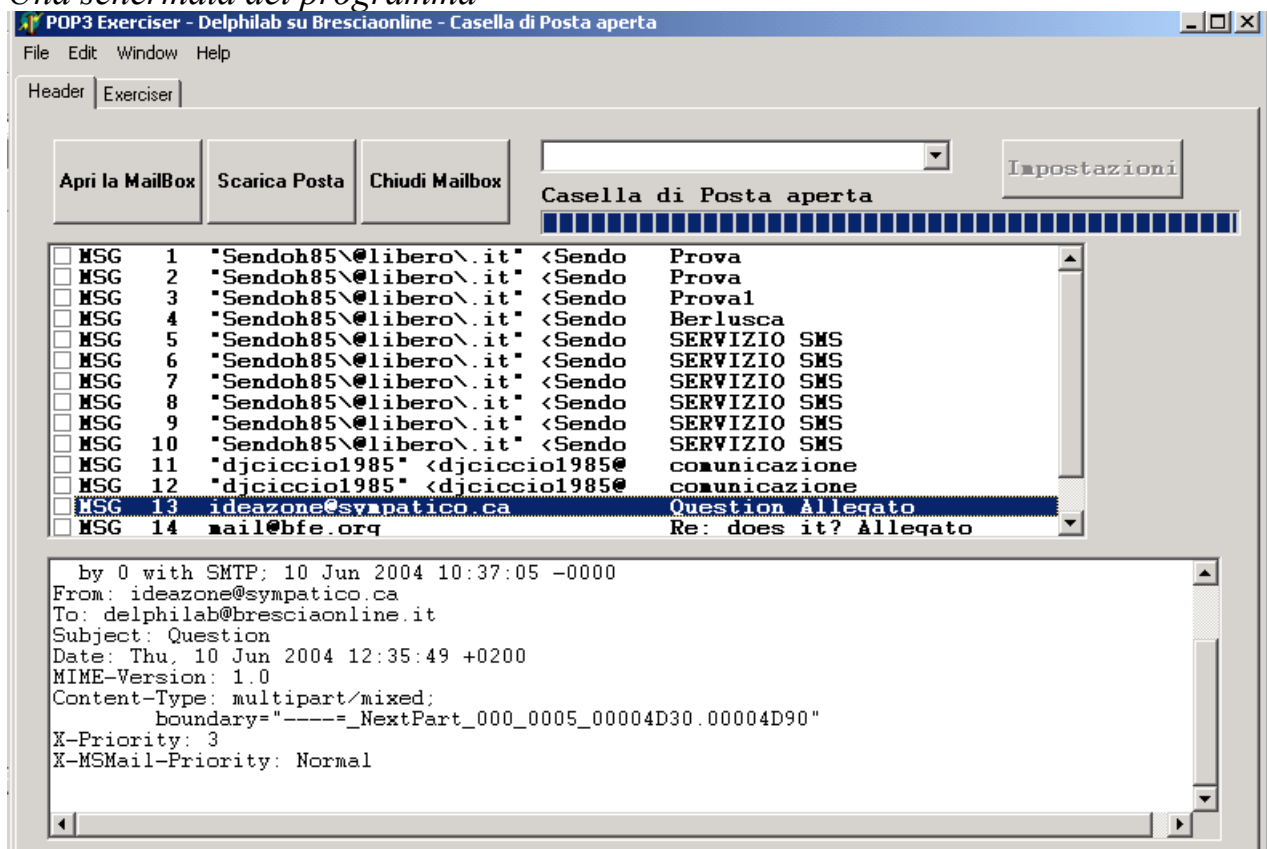 Una schermata del programma
POP3 Exerciser - Delphilab su Bresciaonline - Casella di Posta aperta
File Edit Window Help
Header Exerciser
Apri la MailBox Scarica Posta Chiudi Mailbox Impostazioni
Casella di Posta aperta
MSG 1 "Sendoh85\@libero\.it" <Sendo Prova
MSG 2 "Sendoh85\@libero\.it" <Sendo Prova
MSG 3 "Sendoh85\@libero\.it" <Sendo Prova1
MSG 4 "Sendoh85\@libero\.it" <Sendo Berlusca
MSG 5 "Sendoh85\@libero\.it" <Sendo SERVIZIO SMS
MSG 6 "Sendoh85\@libero\.it" <Sendo SERVIZIO SMS
MSG 7 "Sendoh85\@libero\.it" <Sendo SERVIZIO SMS
MSG 8 "Sendoh85\@libero\.it" <Sendo SERVIZIO SMS
MSG 9 "Sendoh85\@libero\.it" <Sendo SERVIZIO SMS
MSG 10 "Sendoh85\@libero\.it" <Sendo SERVIZIO SMS
MSG 11 "djciccio1985" <djciccio1985@ comunicazione
MSG 12 "djciccio1985" <djciccio1985@ comunicazione
MSG 13 ideazone@sympatico.ca Question Allegato
MSG 14 mail@bfe.org Re: does it? Allegato
by 0 with SMTP; 10 Jun 2004 10:37:05 -0000
From: ideazone@sympatico.ca
To: delphilab@bresciaonline.it
Subject: Question
Date: Thu, 10 Jun 2004 12:35:49 +0200
MIME-Version: 1.0
Content-Type: multipart/mixed;
boundary="----=_NextPart_000_0005_00004D30.00004D90"
X-Priority: 3
X-MSMail-Priority: Normal